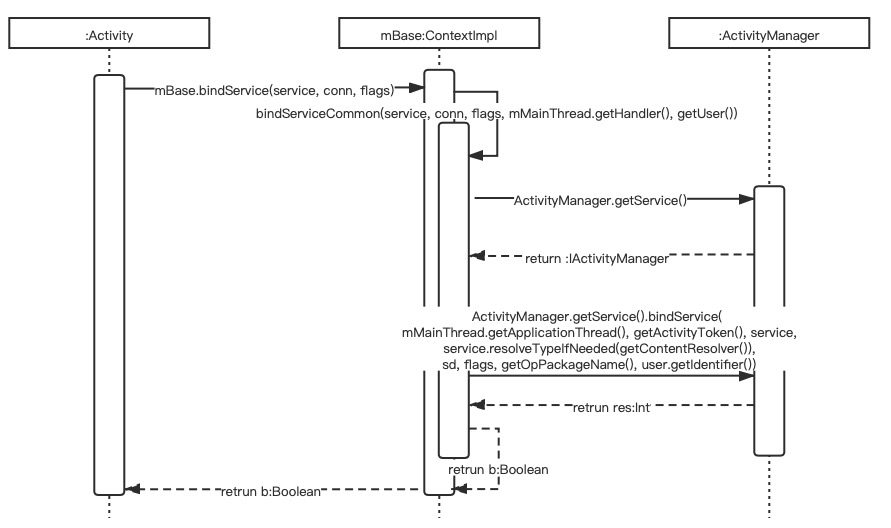 :Activity
mBase:ContextImpl
:ActivityManager
mBase.bindService(service, conn, flags)
bindServiceCommon(service, conn, flags, mMainThread.getHandler(), getUser())
ActivityManager.getService()
return :IActivityManager
ActivityManager.getService().bindService(
mMainThread.getApplicationThread(), getActivityToken(), service,
service.resolveTypeIfNeeded(getContentResolver()),
sd, flags, getOpPackageName(), user.getIdentifier())
retrun res:Int
retrun b:Boolean
retrun b:Boolean